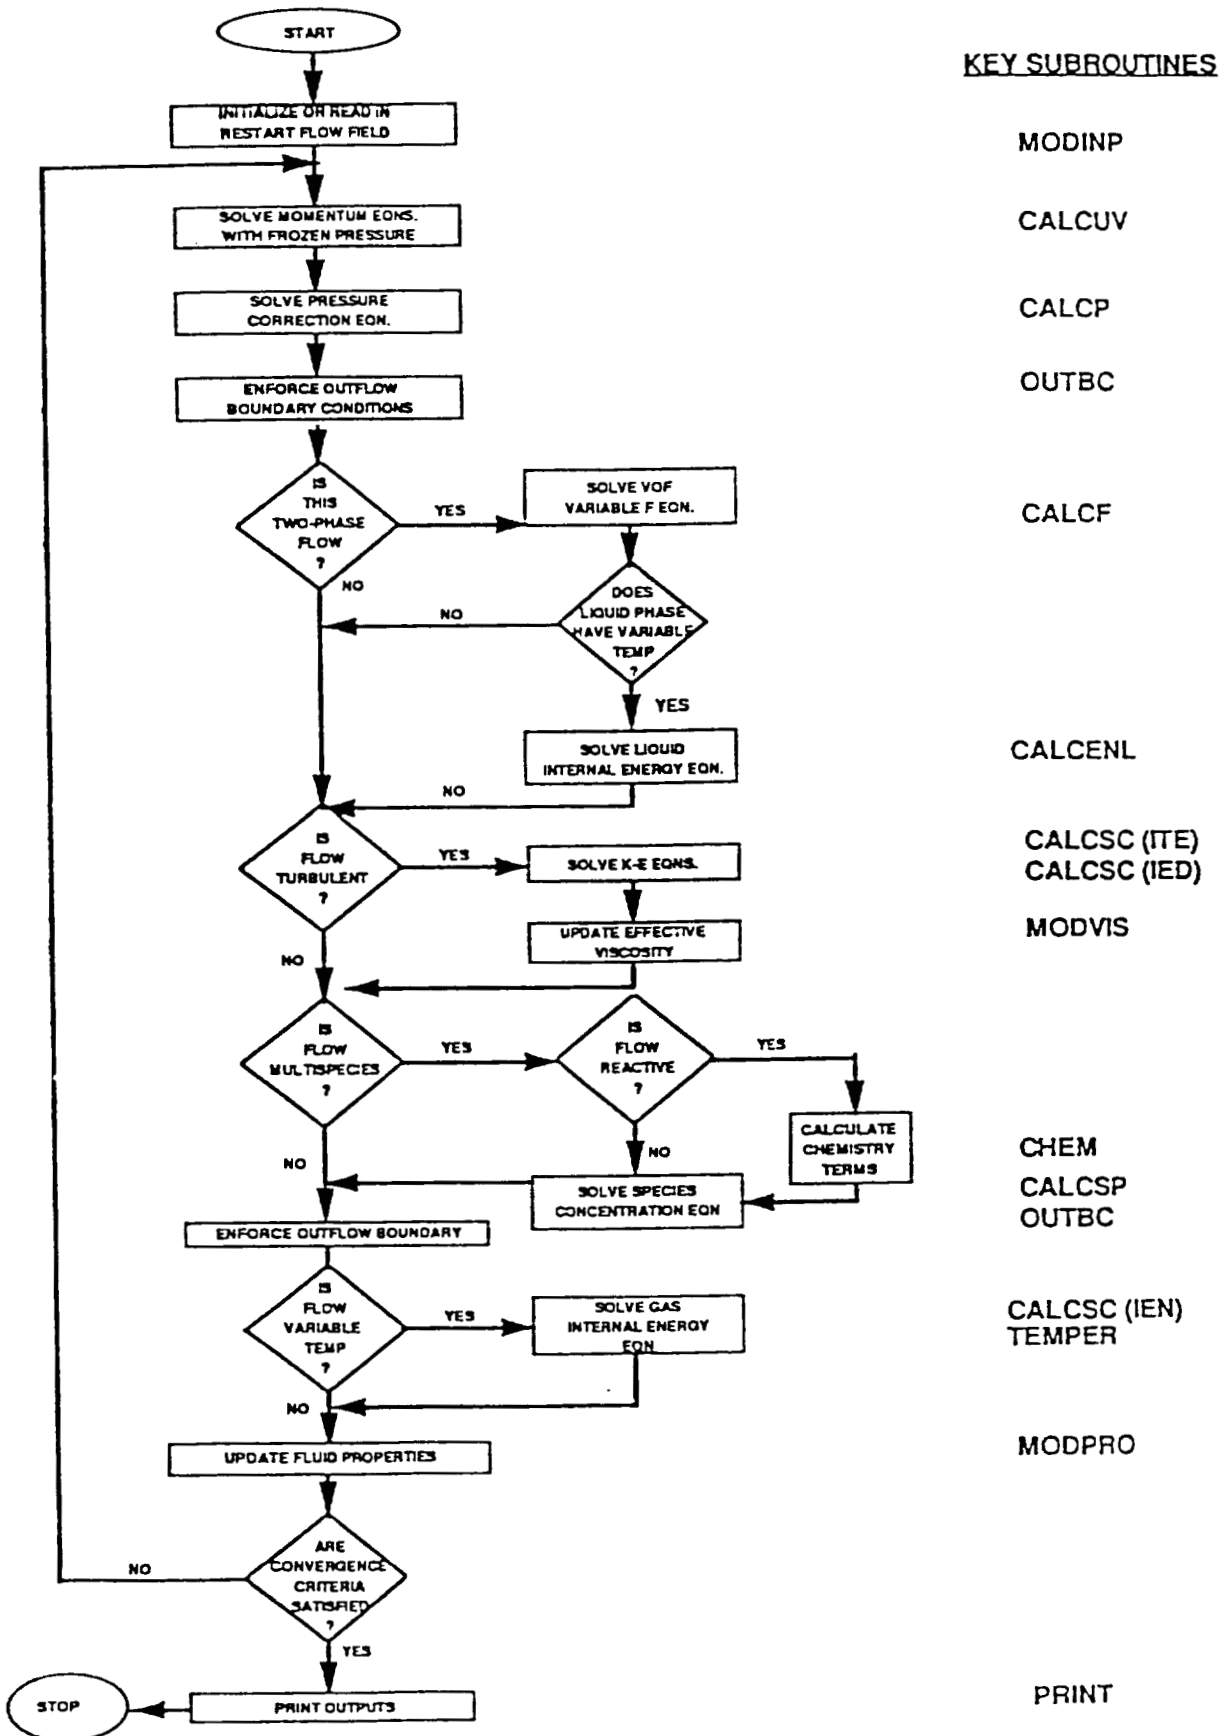 START
KEY SUBROUTINES
INITIALIZE OR READ IN
RESTART FLOW FIELD
MODINP
SOLVE MOMENTUM EQNS.
WITH FROZEN PRESSURE
CALCUV
SOLVE PRESSURE
CORRECTION EQN.
CALCP
ENFORCE OUTFLOW
BOUNDARY CONDITIONS
OUTBC
IS
THIS
TWO-PHASE
FLOW
?
YES
NO
SOLVE VOF
VARIABLE F EQN.
CALCF
DOES
LIQUID PHASE
HAVE VARIABLE
TEMP
?
NO
YES
SOLVE LIQUID
INTERNAL ENERGY EQN.
CALCENL
NO
IS
FLOW
TURBULENT
?
YES
NO
SOLVE K-E EQNS.
CALCSC (ITE)
CALCSC (IED)
UPDATE EFFECTIVE
VISCOSITY
MODVIS
IS
FLOW
MULTISPECIES
?
YES
NO
IS
FLOW
REACTIVE
?
YES
NO
CALCULATE
CHEMISTRY
TERMS
CHEM
SOLVE SPECIES
CONCENTRATION EQN
CALCSP
OUTBC
ENFORCE OUTFLOW BOUNDARY
IS
FLOW
VARIABLE
TEMP
?
YES
NO
SOLVE GAS
INTERNAL ENERGY
EQN
CALCSC (IEN)
TEMPER
UPDATE FLUID PROPERTIES
MODPRO
ARE
CONVERGENCE
CRITERIA
SATISFIED
?
NO
YES
STOP
PRINT OUTPUTS
PRINT